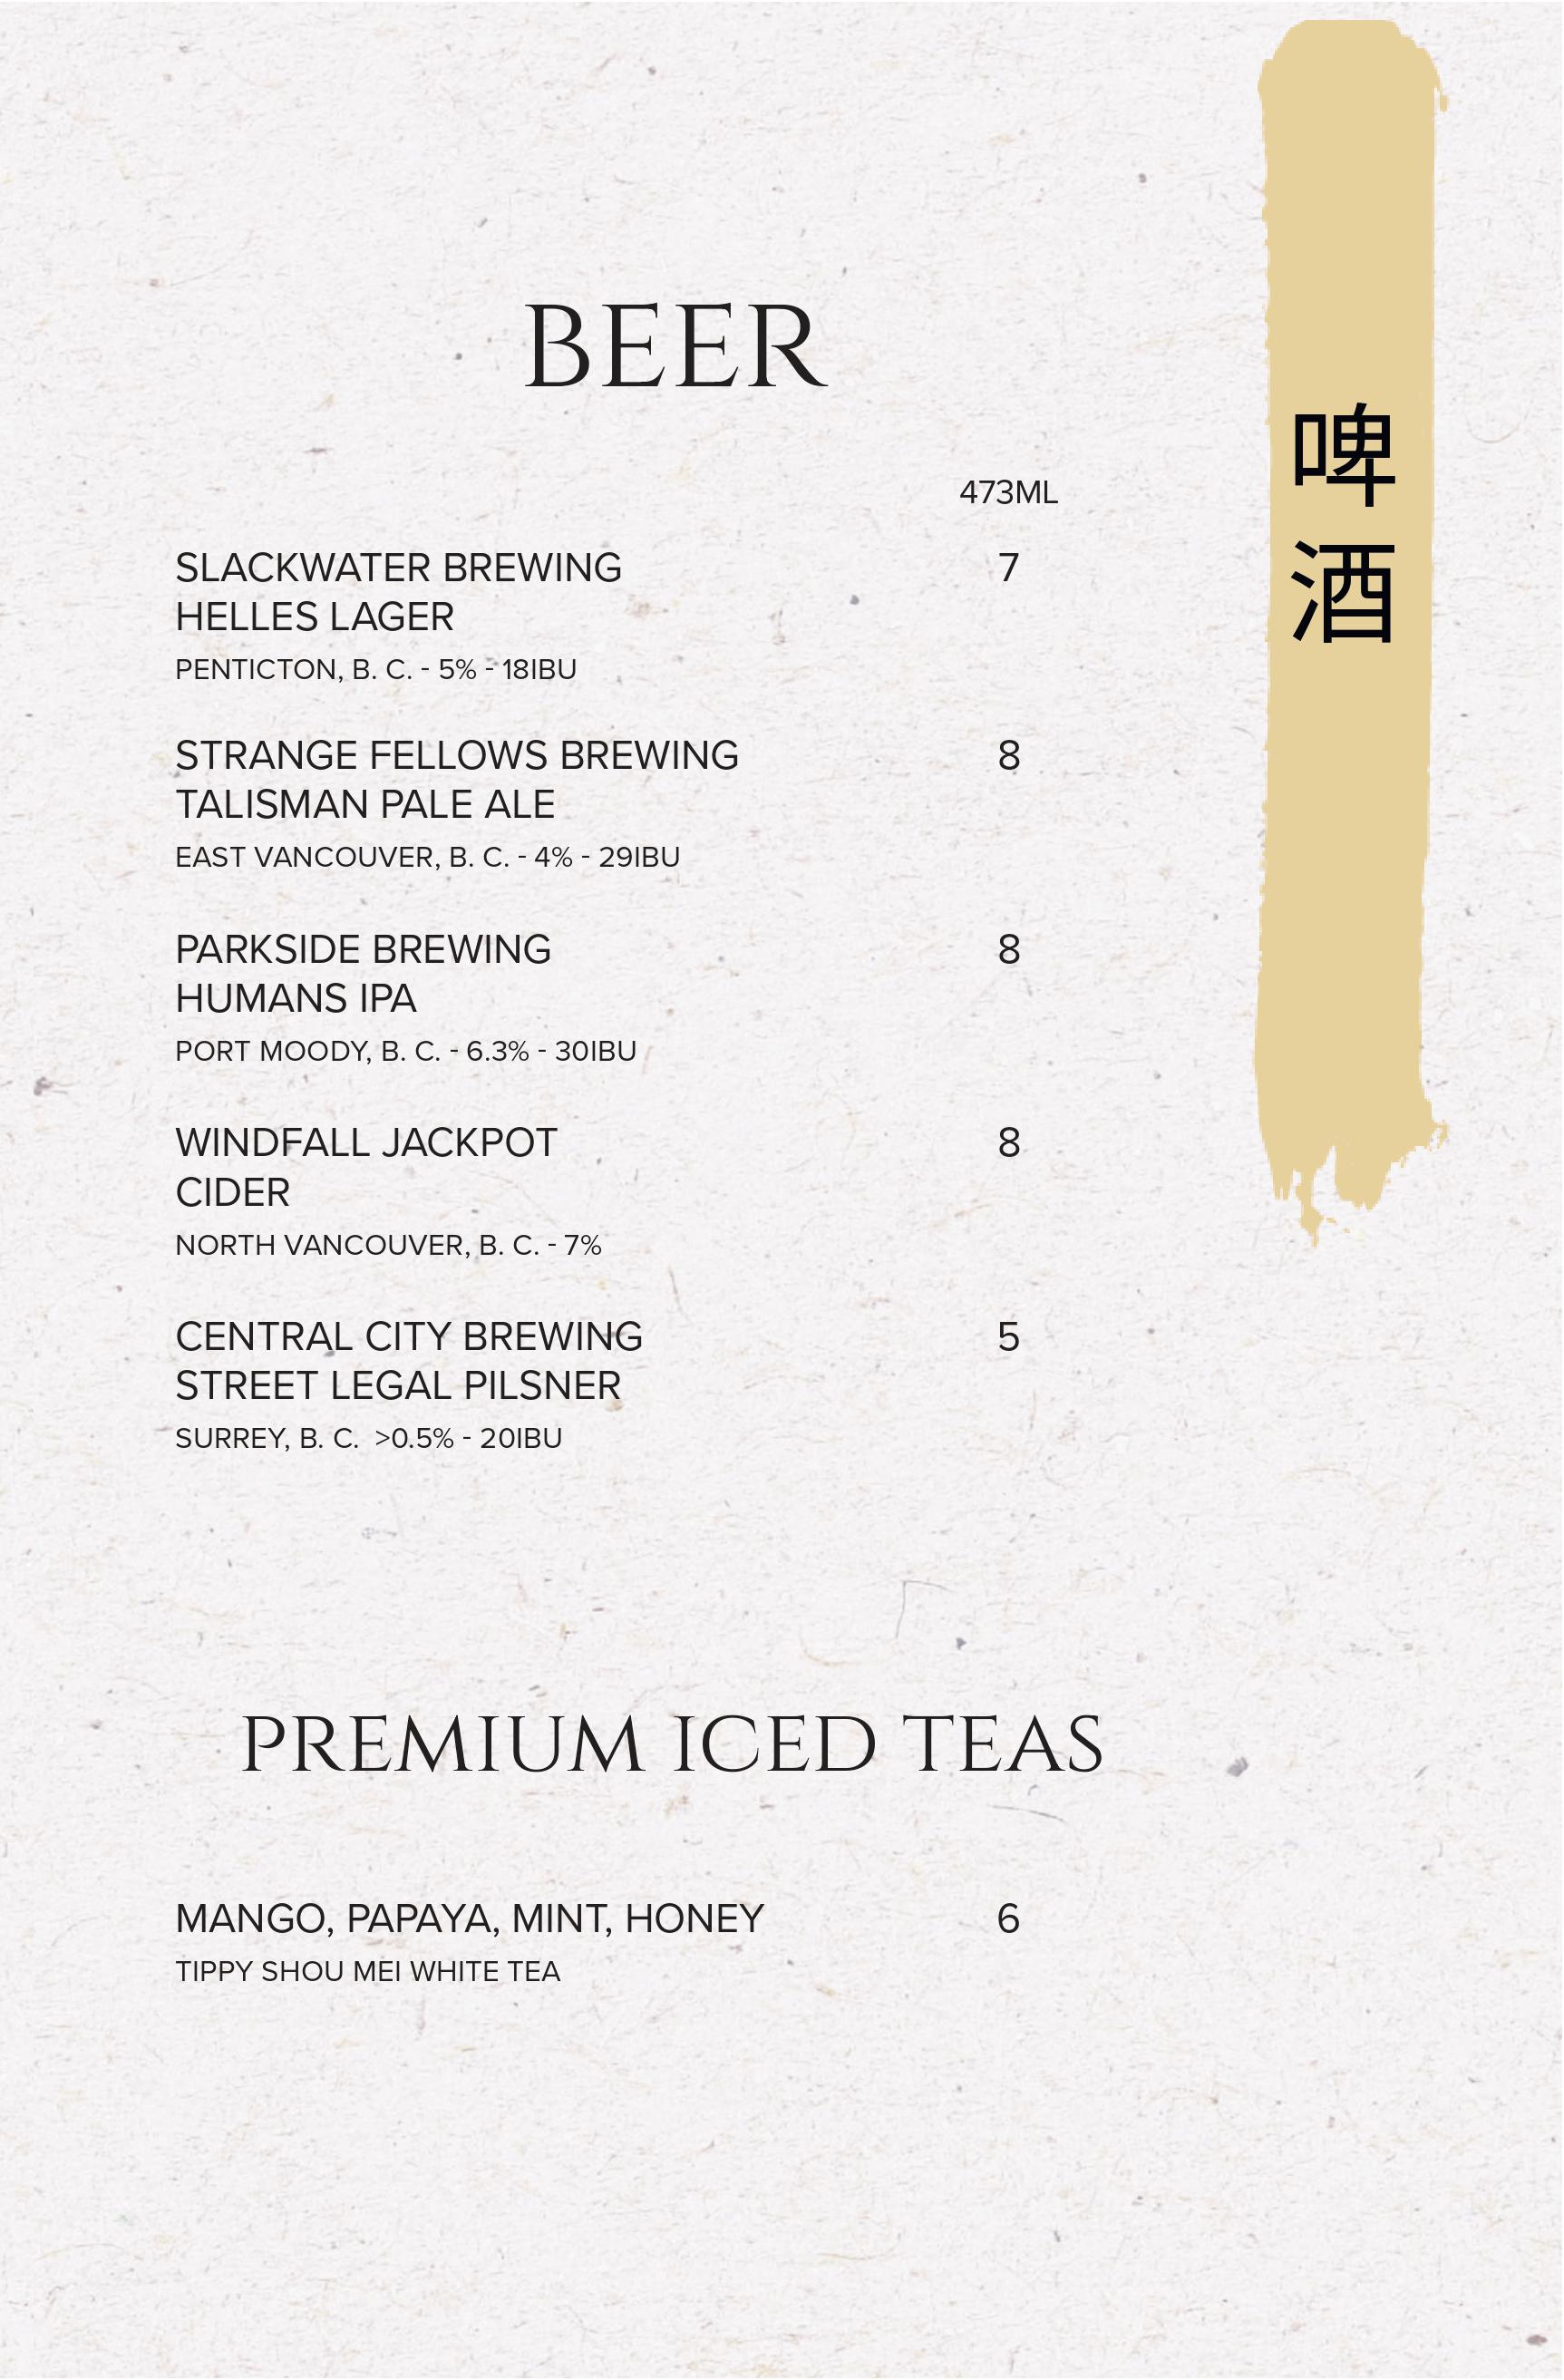 BEER
啤
酒
473ML
SLACKWATER BREWING 7
HELLES LAGER
PENTICTON, B. C. - 5% - 18IBU
STRANGE FELLOWS BREWING 8
TALISMAN PALE ALE
EAST VANCOUVER, B. C. - 4% - 29IBU
PARKSIDE BREWING 8
HUMANS IPA
PORT MOODY, B. C. - 6.3% - 30IBU
WINDFALL JACKPOT 8
CIDER
NORTH VANCOUVER, B. C. - 7%
CENTRAL CITY BREWING 5
STREET LEGAL PILSNER
SURREY, B. C. >0.5% - 20IBU
PREMIUM ICED TEAS
MANGO, PAPAYA, MINT, HONEY 6
TIPPY SHOU MEI WHITE TEA